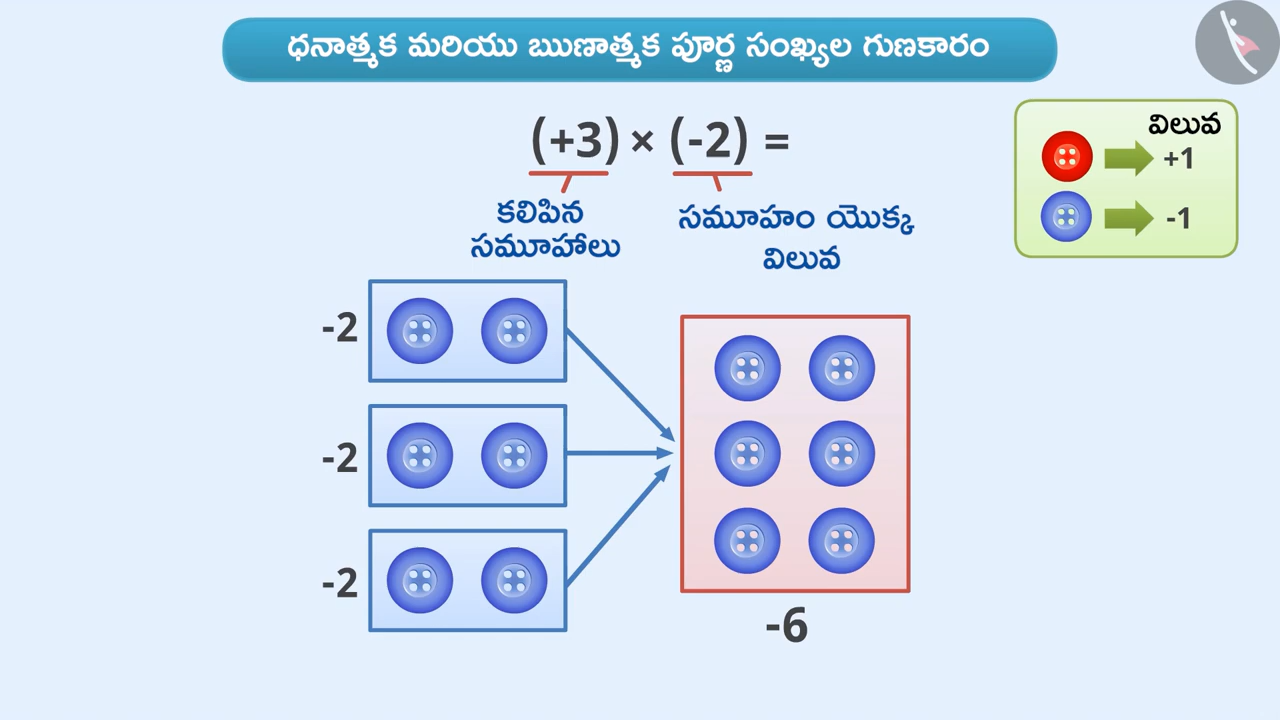 ధనాత్మక మరియు ఋణాత్మక పూర్ణ సంఖ్యల గుణకారం
(+3) × (-2) =
కలిపిన
సమూహాలు
సమూహం యొక్క
విలువ
విలువ
+1
-1
-2
-2
-2
-6